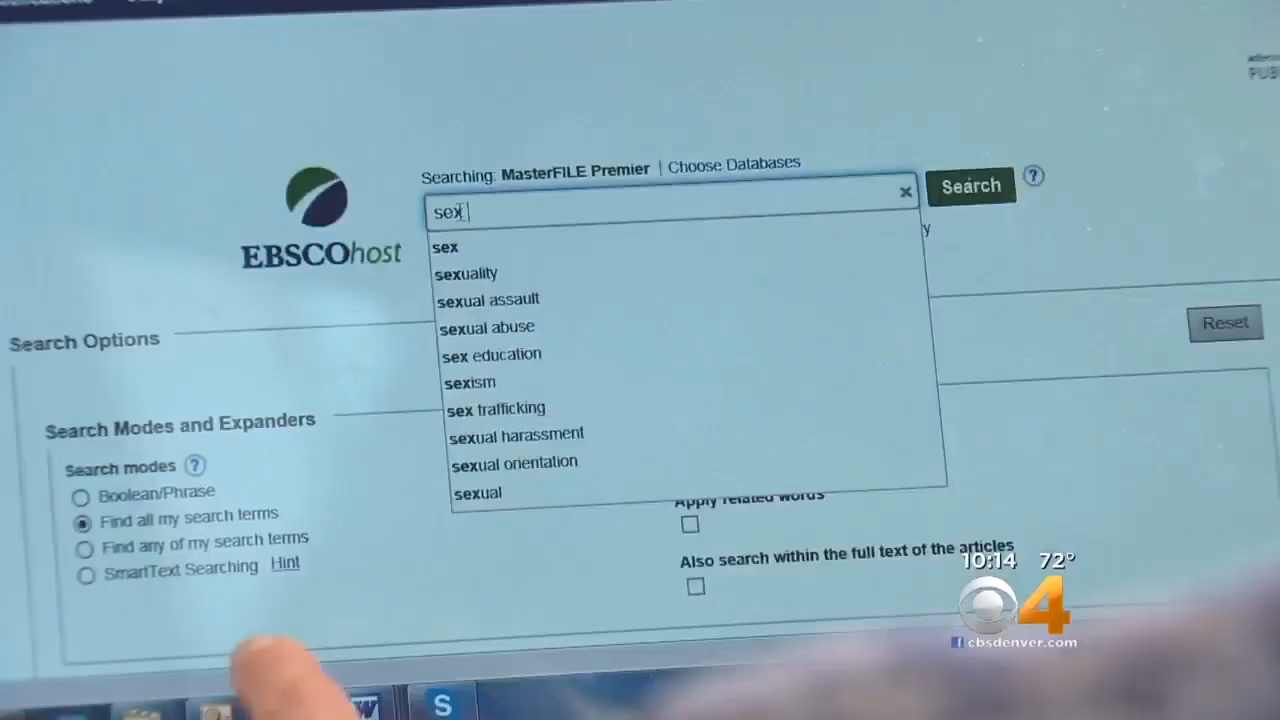 PUB
Searching: MasterFILE Premier | Choose Databases
sex
Search
?
EBSCOhost
sex
sexuality
sexual assault
sexual abuse
sex education
sexism
sex trafficking
sexual harassment
sexual orientation
sexual
y
Search Options
Reset
Search Modes and Expanders
Search modes ?
Boolean/Phrase
Find all my search terms
Find any of my search terms
SmartText Searching Hint
Apply related words
Also search within the full text of the articles
10:14 72°
4
f cbsdenver.com
W
S